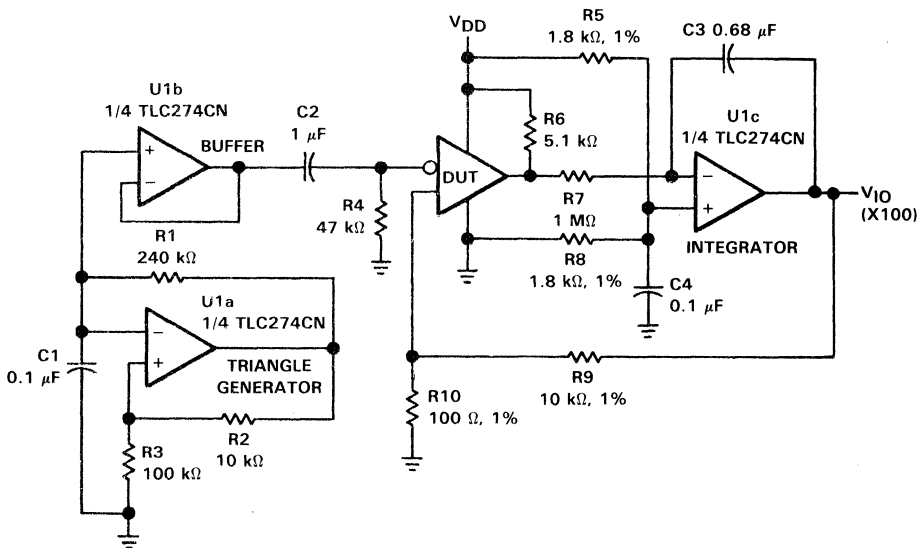 VDD
R5
1.8 kΩ, 1%
C3 0.68 μF
U1b
1/4 TLC274CN
C2
1 μF
R6
5.1 kΩ
U1c
1/4 TLC274CN
+
−
BUFFER
DUT
R7
1 MΩ
−
+
VIO
(X100)
R4
47 kΩ
INTEGRATOR
R8
1.8 kΩ, 1%
C4
0.1 μF
R1
240 kΩ
U1a
1/4 TLC274CN
C1
0.1 μF
−
+
TRIANGLE
GENERATOR
R9
10 kΩ, 1%
R10
100 Ω, 1%
R2
10 kΩ
R3
100 kΩ